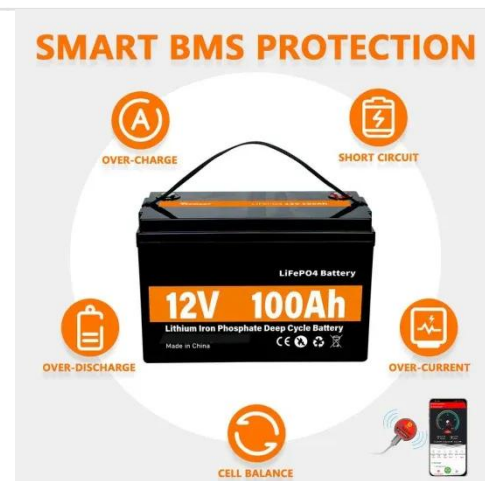 SMART BMS PROTECTION
OVER-CHARGE
SHORT CIRCUIT
LiFePO4 Battery
12V 100Ah
Lithium Iron Phosphate Deep Cycle Battery
Made in China
CE
OVER-DISCHARGE
OVER-CURRENT
CELL BALANCE